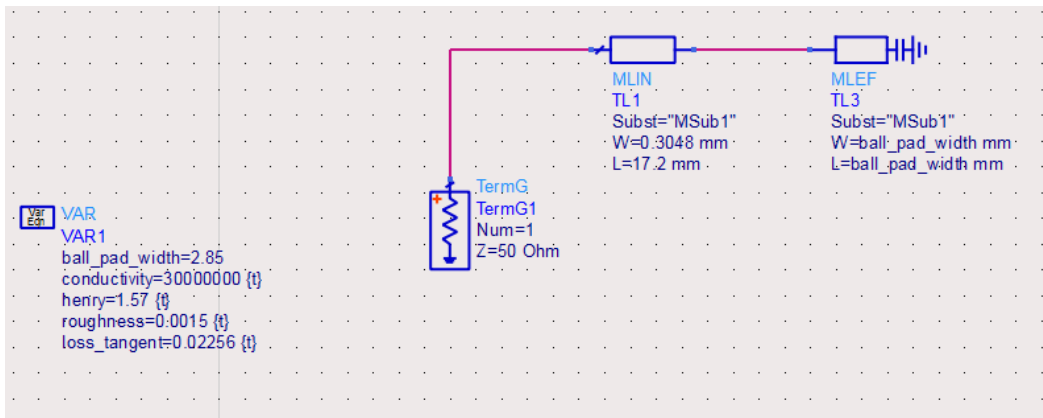 MLIN
TL1
Subst="MSub1"
W=0.3048 mm
L=17.2 mm
MLEF
TL3
Subst="MSub1"
W=ball_pad_width mm
L=ball_pad_width mm
TermG
TermG1
Num=1
Z=50 Ohm
+
Var
Eqn
VAR
VAR1
ball_pad_width=2.85
conductivity=30000000 {t}
henry=1.57 {t}
roughness=0.0015 {t}
loss_tangent=0.02256 {t}